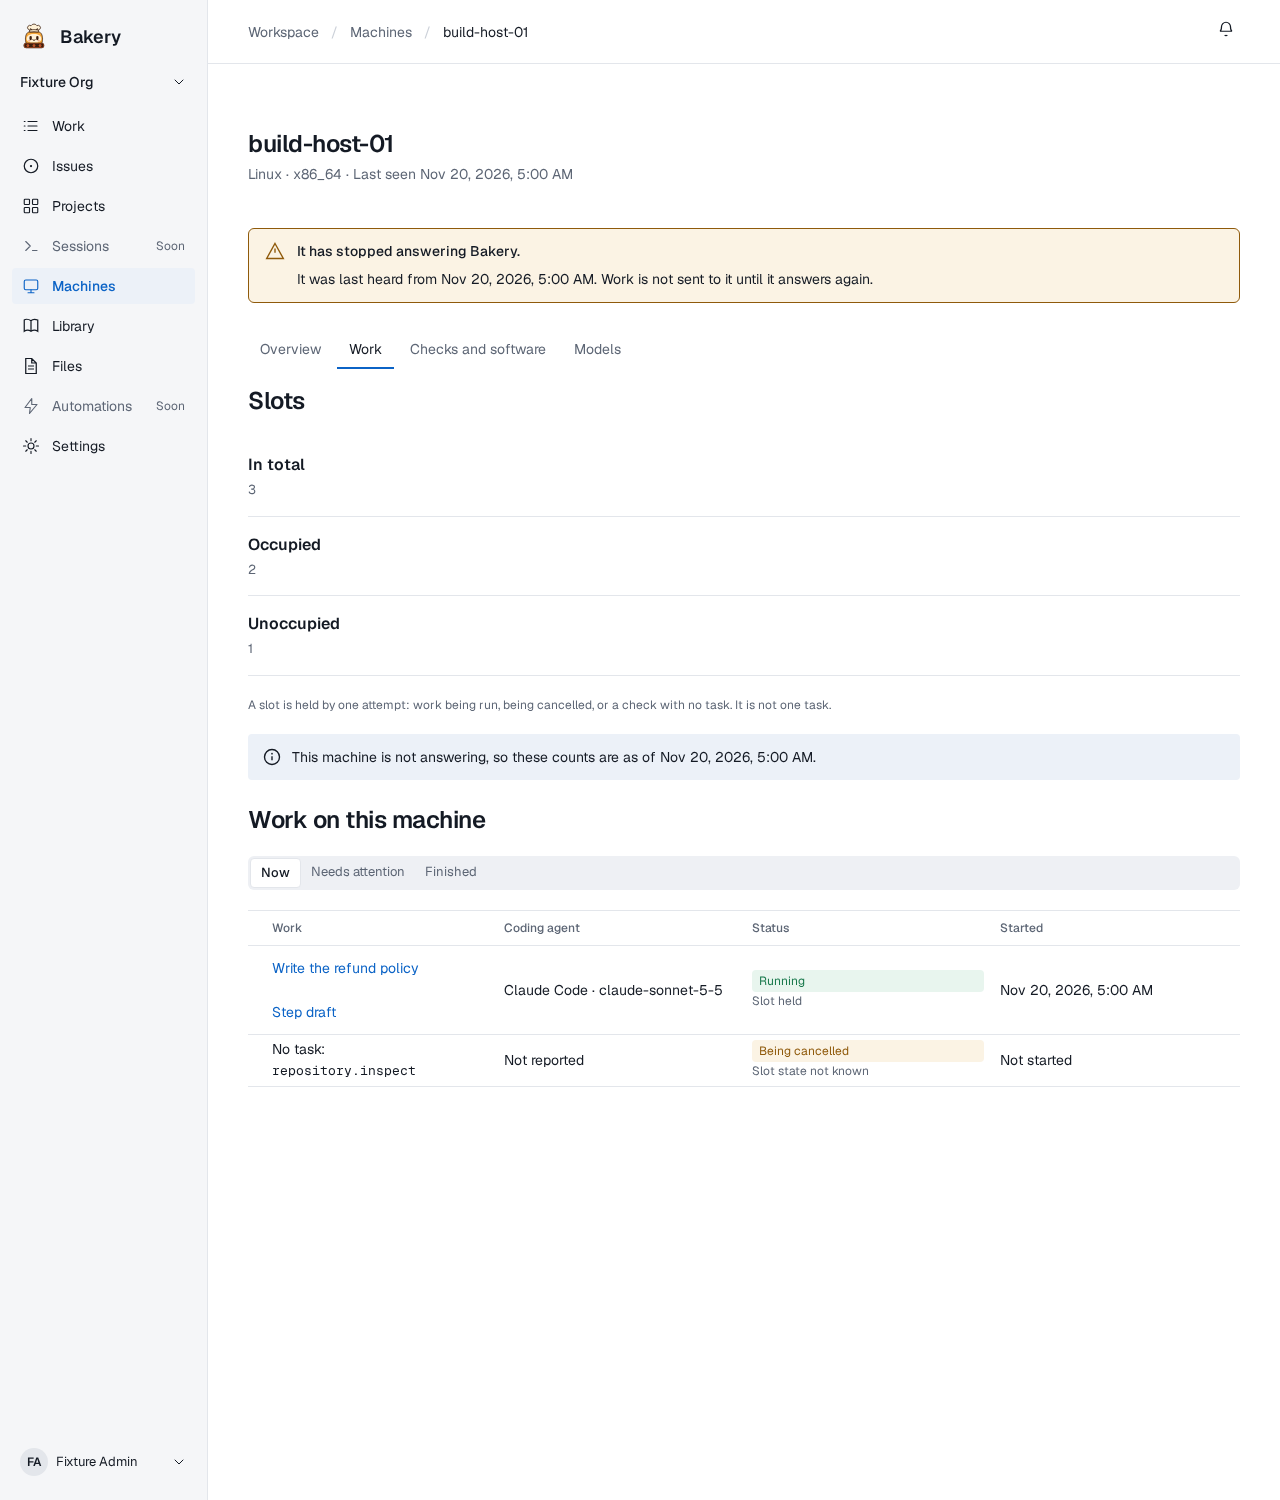 Bakery
Fixture Org
Work
Issues
Projects
Sessions Soon
Machines
Library
Files
Automations Soon
Settings
FA Fixture Admin
Workspace / Machines / build-host-01
build-host-01
Linux · x86_64 · Last seen Nov 20, 2026, 5:00 AM
It has stopped answering Bakery.
It was last heard from Nov 20, 2026, 5:00 AM. Work is not sent to it until it answers again.
Overview Work Checks and software Models
Slots
In total
3
Occupied
2
Unoccupied
1
A slot is held by one attempt: work being run, being cancelled, or a check with no task. It is not one task.
This machine is not answering, so these counts are as of Nov 20, 2026, 5:00 AM.
Work on this machine
Now Needs attention Finished
Work Coding agent Status Started
Write the refund policy
Step draft
Claude Code · claude-sonnet-5-5
Running
Slot held
Nov 20, 2026, 5:00 AM
No task:
repository.inspect
Not reported
Being cancelled
Slot state not known
Not started